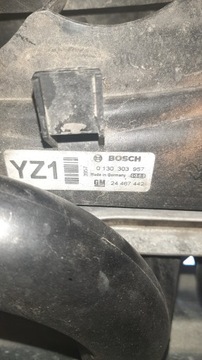 YZ1
BOSCH
0 130 303 957
Made in Germany
GM 24 467 442